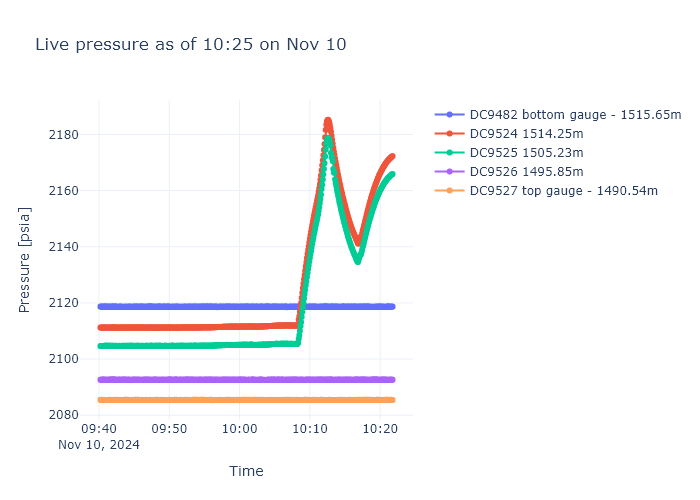 Live pressure as of 10:25 on Nov 10
DC9482 bottom gauge - 1515.65m
DC9524 1514.25m
DC9525 1505.23m
DC9526 1495.85m
DC9527 top gauge - 1490.54m
Pressure [psia]
2180
2160
2140
2120
2100
2080
09:40 09:50 10:00 10:10 10:20
Nov 10, 2024
Time